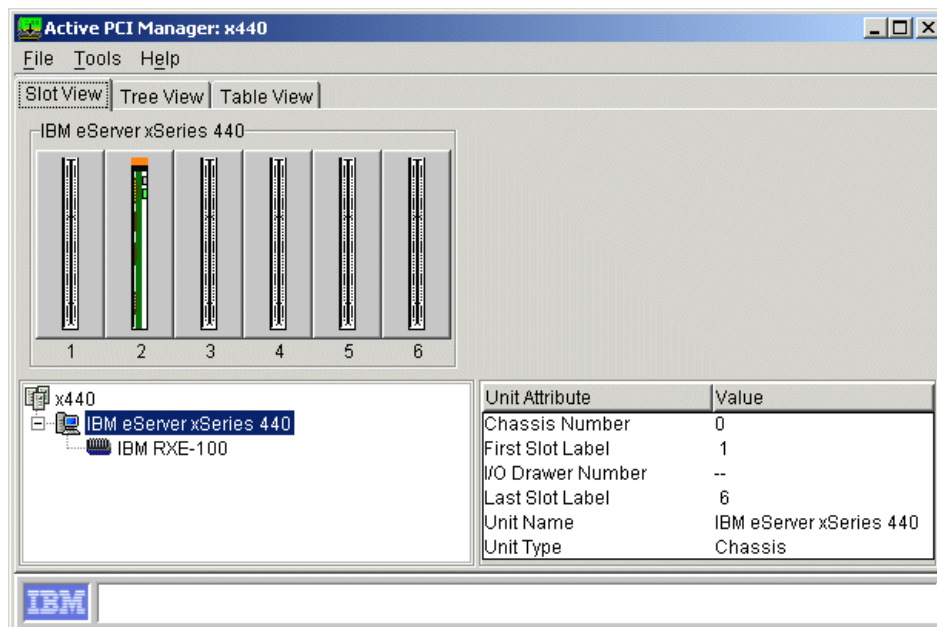 Active PCI Manager: x440
File Tools Help
Slot View Tree View Table View
IBM eServer xSeries 440
1 2 3 4 5 6
x440
IBM eServer xSeries 440
IBM RXE-100
Unit Attribute Value
Chassis Number 0
First Slot Label 1
I/O Drawer Number --
Last Slot Label 6
Unit Name IBM eServer xSeries 440
Unit Type Chassis
IBM